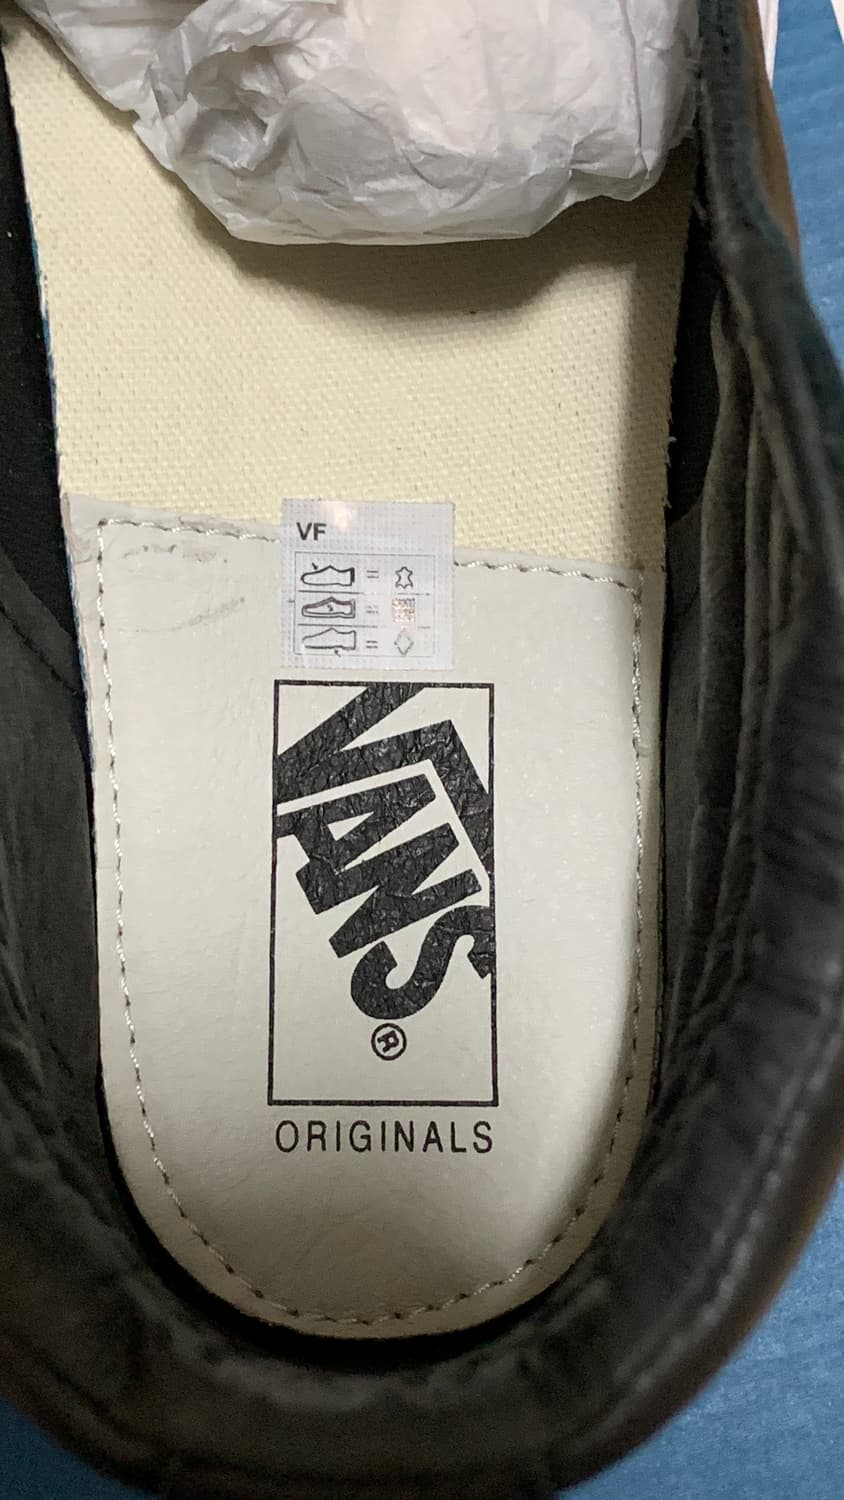 VF
VANS
®
ORIGINALS